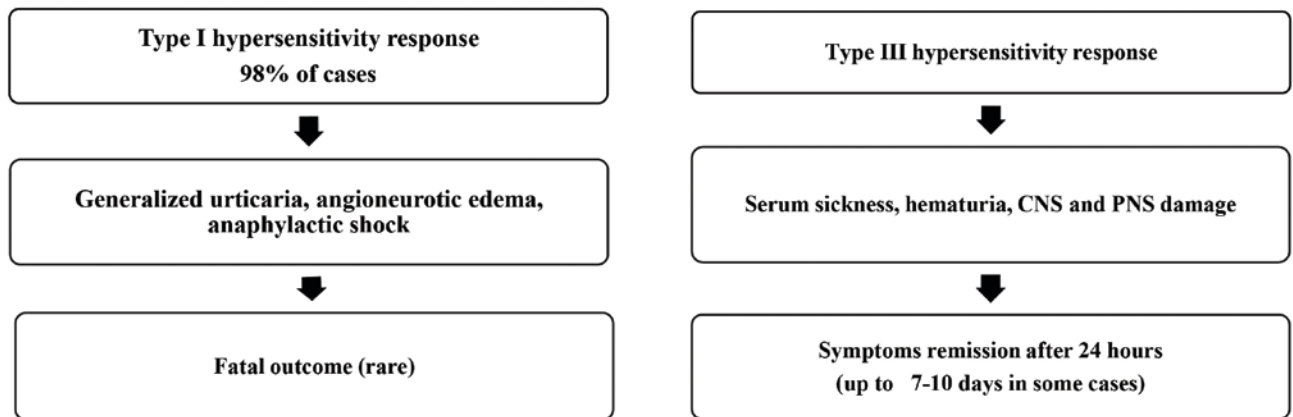 Type I hypersensitivity response
98% of cases
Generalized urticaria, angioneurotic edema,
anaphylactic shock
Fatal outcome (rare)
Type III hypersensitivity response
Serum sickness, hematuria, CNS and PNS damage
Symptoms remission after 24 hours
(up to 7-10 days in some cases)